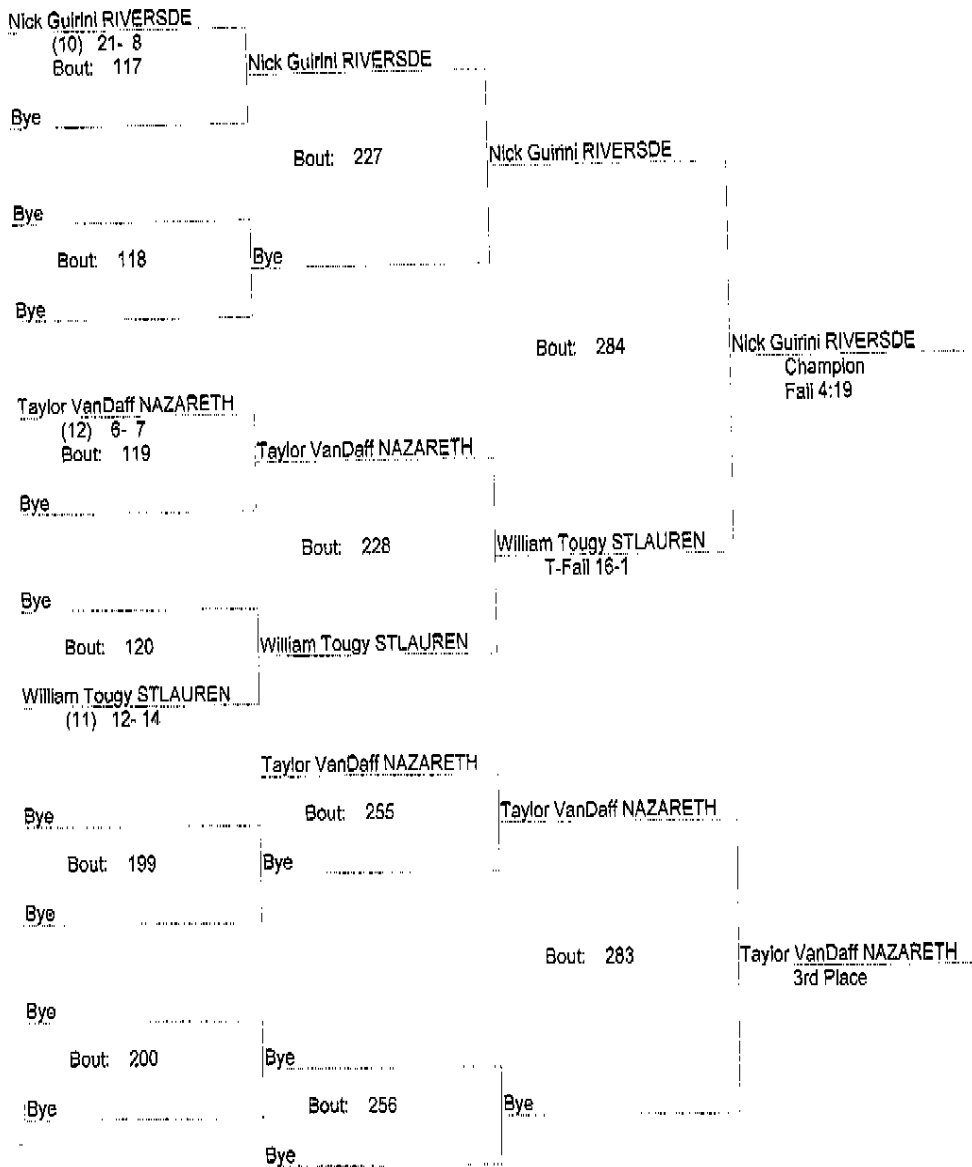 Nick Guirini RIVERSDE
(10) 21- 8
Bout: 117
Nick Guirini RIVERSDE
Bye
Bout: 227
Nick Guirini RIVERSDE
Bye
Bout: 118
Bye
Bye
Bout: 284
Nick Guirini RIVERSDE
Champion
Fall 4:19
Taylor VanDaff NAZARETH
(12) 6- 7
Bout: 119
Taylor VanDaff NAZARETH
Bye
Bout: 228
William Tougy STLAUREN
T-Fall 16-1
Bye
Bout: 120
William Tougy STLAUREN
William Tougy STLAUREN
(11) 12- 14
Taylor VanDaff NAZARETH
Bye
Bout: 255
Taylor VanDaff NAZARETH
Bout: 199
Bye
Bye
Bout: 283
Taylor VanDaff NAZARETH
3rd Place
Bye
Bout: 200
Bye
Bye
Bout: 256
Bye
Bye